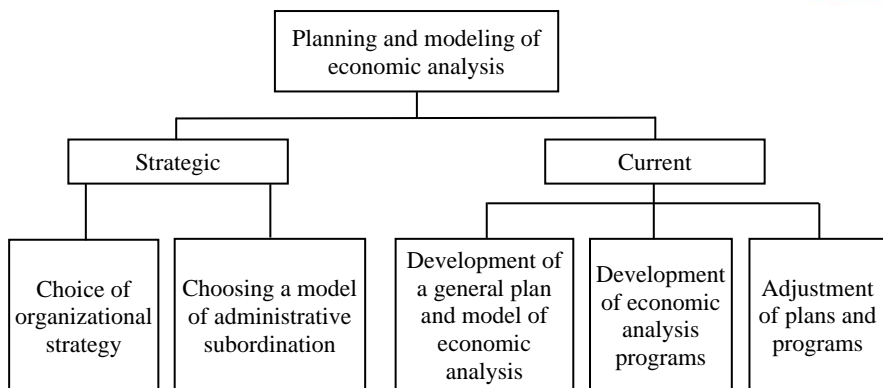 Planning and modeling of
economic analysis
Strategic
Current
Choice of
organizational
strategy
Choosing a model
of administrative
subordination
Development of
a general plan
and model of
economic
analysis
Development
of economic
analysis
programs
Adjustment
of plans and
programs